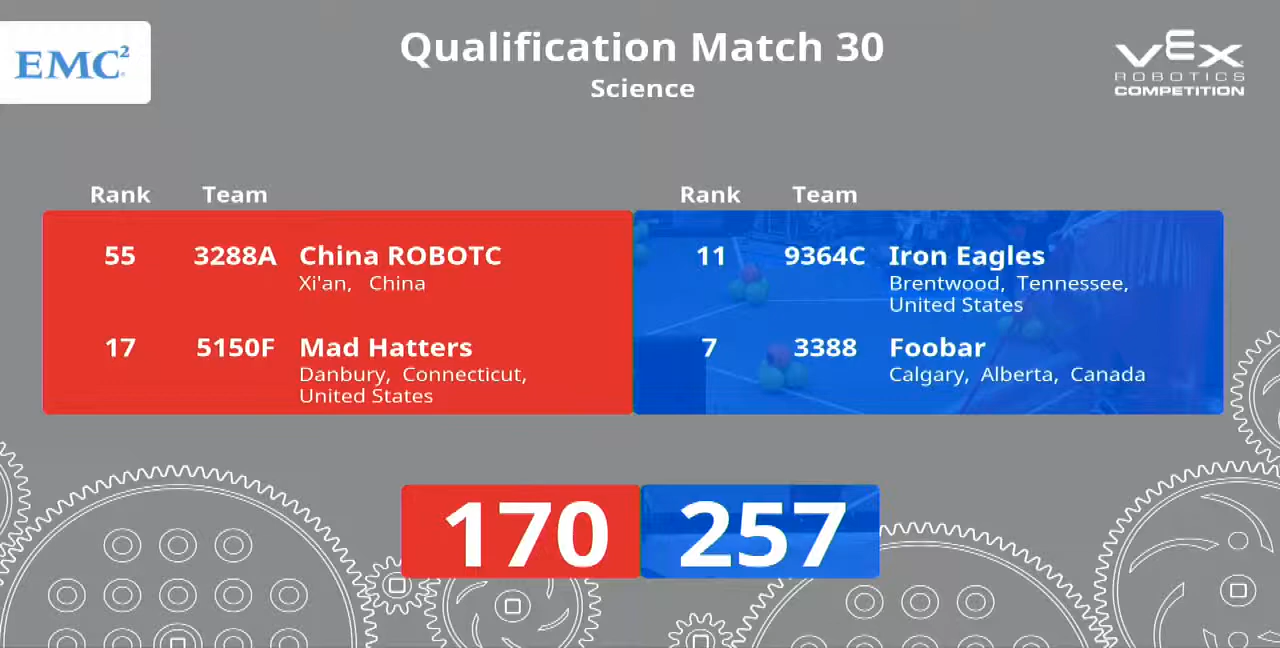 EMC²
Qualification Match 30
Science
VEX
ROBOTICS
COMPETITION
Rank Team
55 3288A China ROBOTC
Xi'an, China
17 5150F Mad Hatters
Danbury, Connecticut,
United States
Rank Team
11 9364C Iron Eagles
Brentwood, Tennessee,
United States
7 3388 Foobar
Calgary, Alberta, Canada
170 257